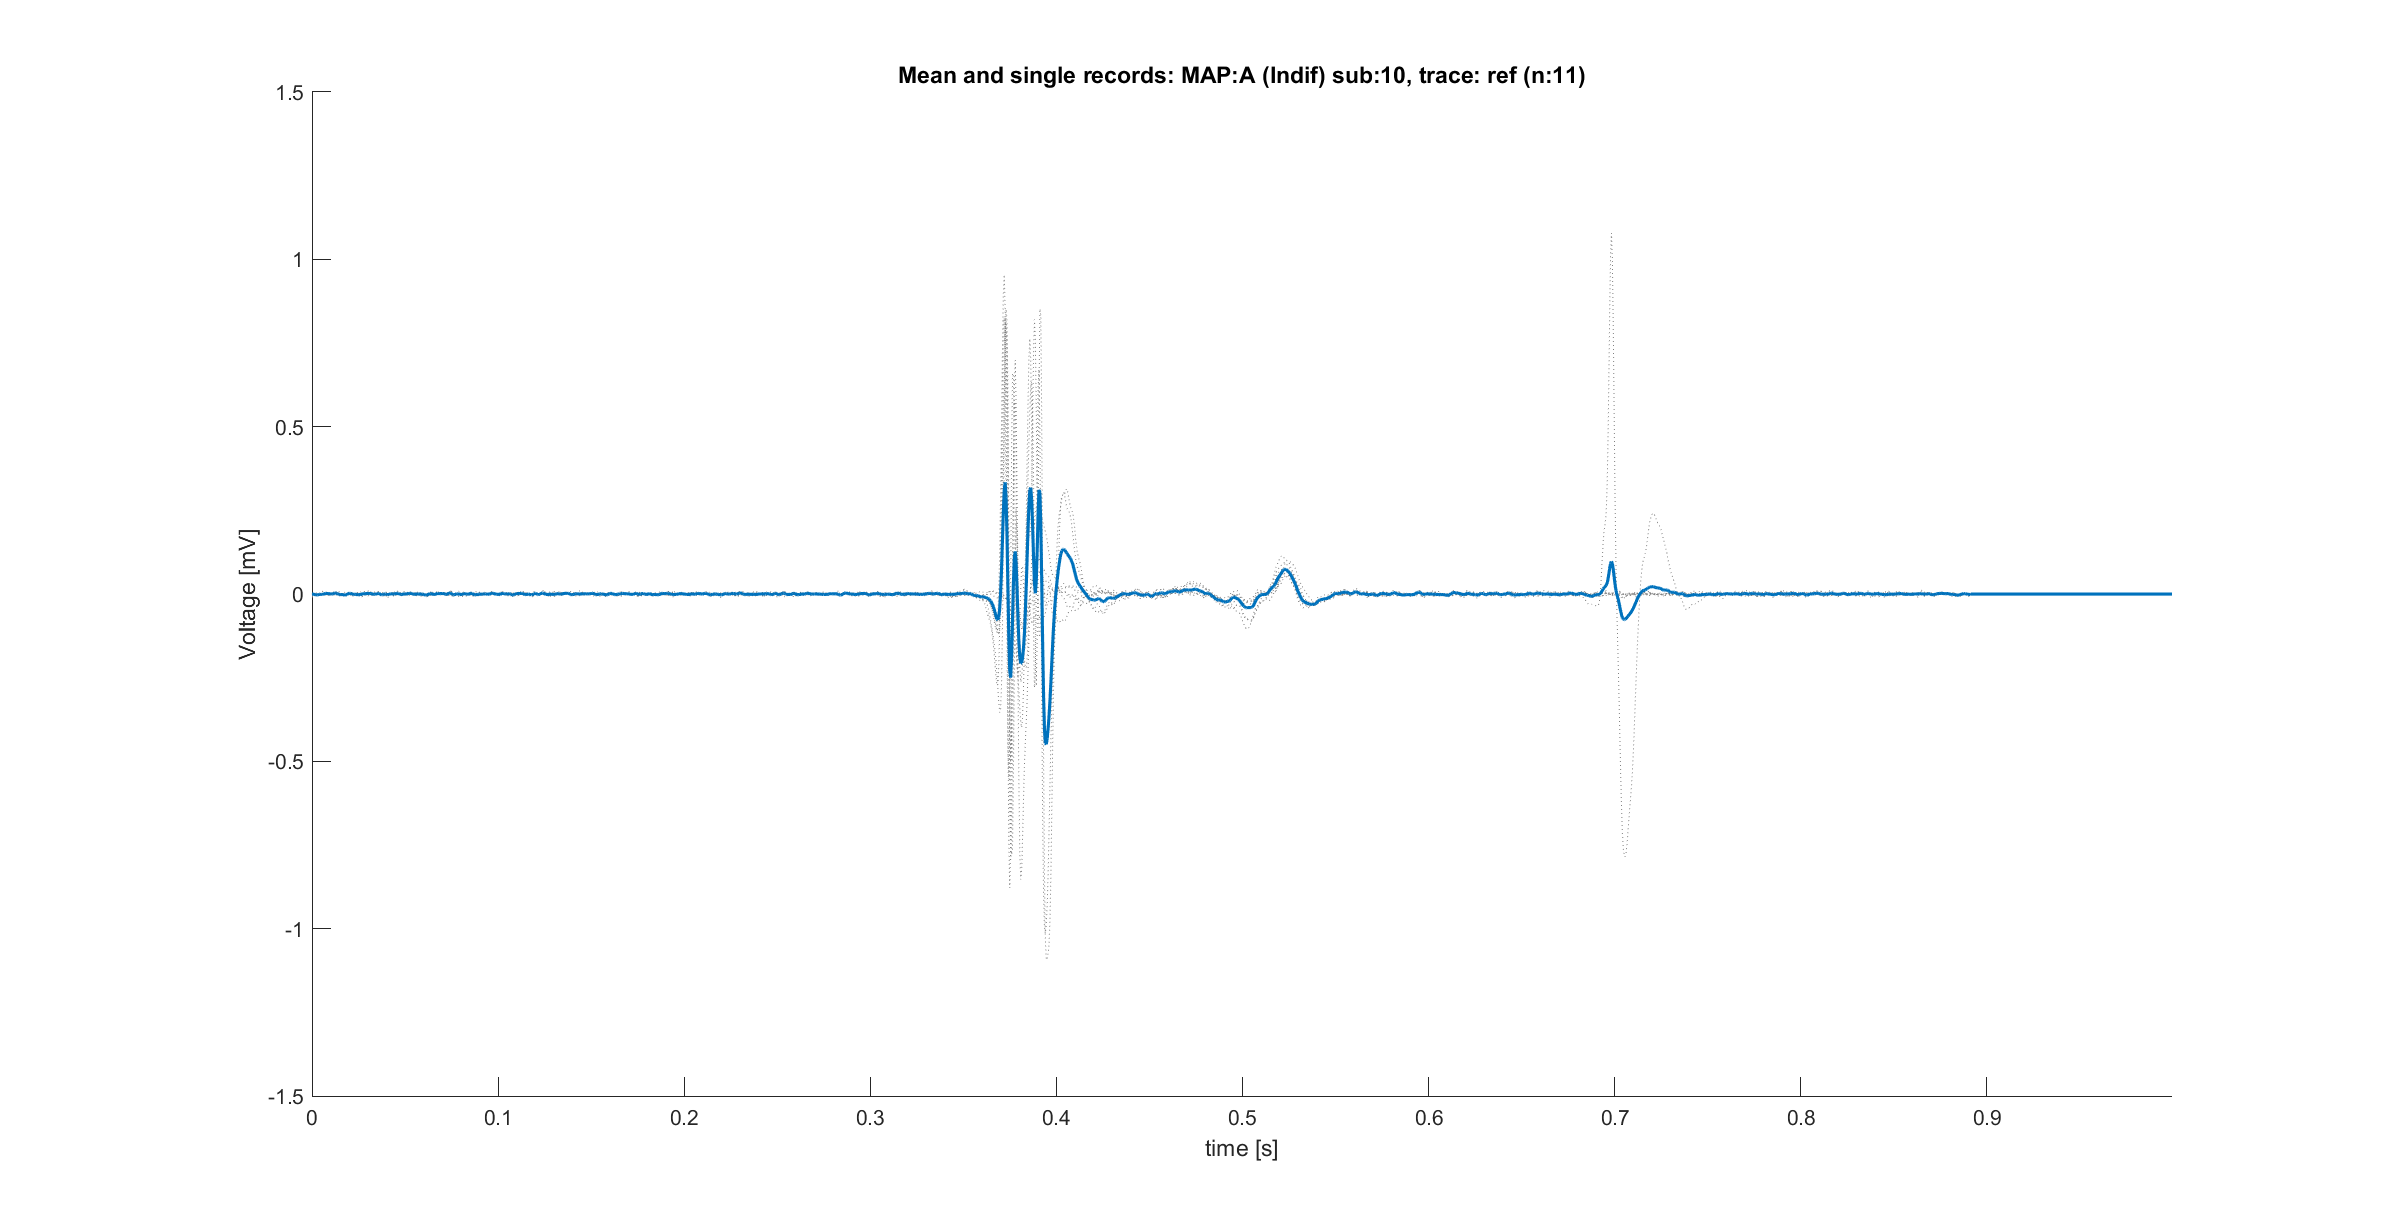 Mean and single records: MAP:A (Indif) sub:10, trace: ref (n:11)
1.5
1
0.5
0
-0.5
-1
-1.5
Voltage [mV]
0 0.1 0.2 0.3 0.4 0.5 0.6 0.7 0.8 0.9
time [s]